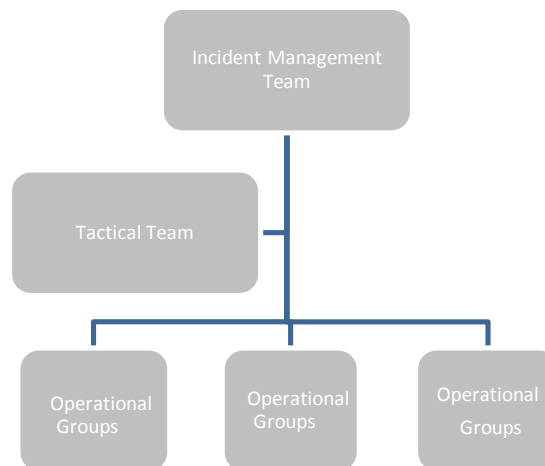 Incident Management
Team
Tactical Team
Operational
Groups
Operational
Groups
Operational
Groups